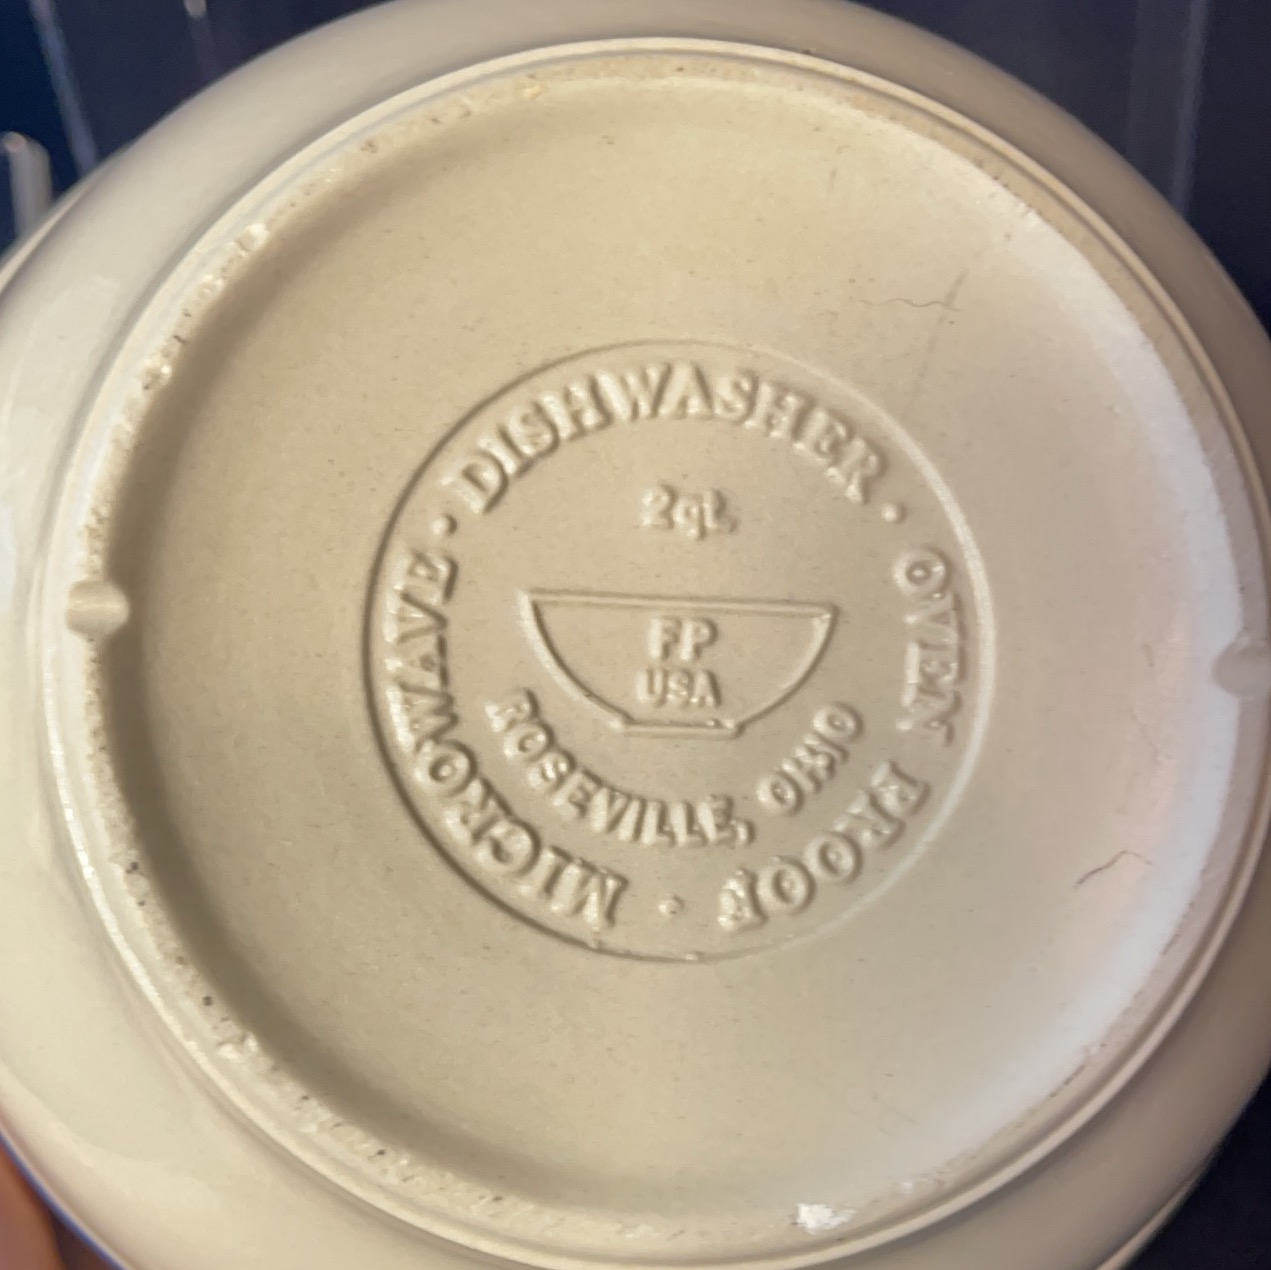 MICROWAVE · DISHWASHER · OVEN PROOF ·
2qt.
FP
USA
ROSEVILLE, OHIO